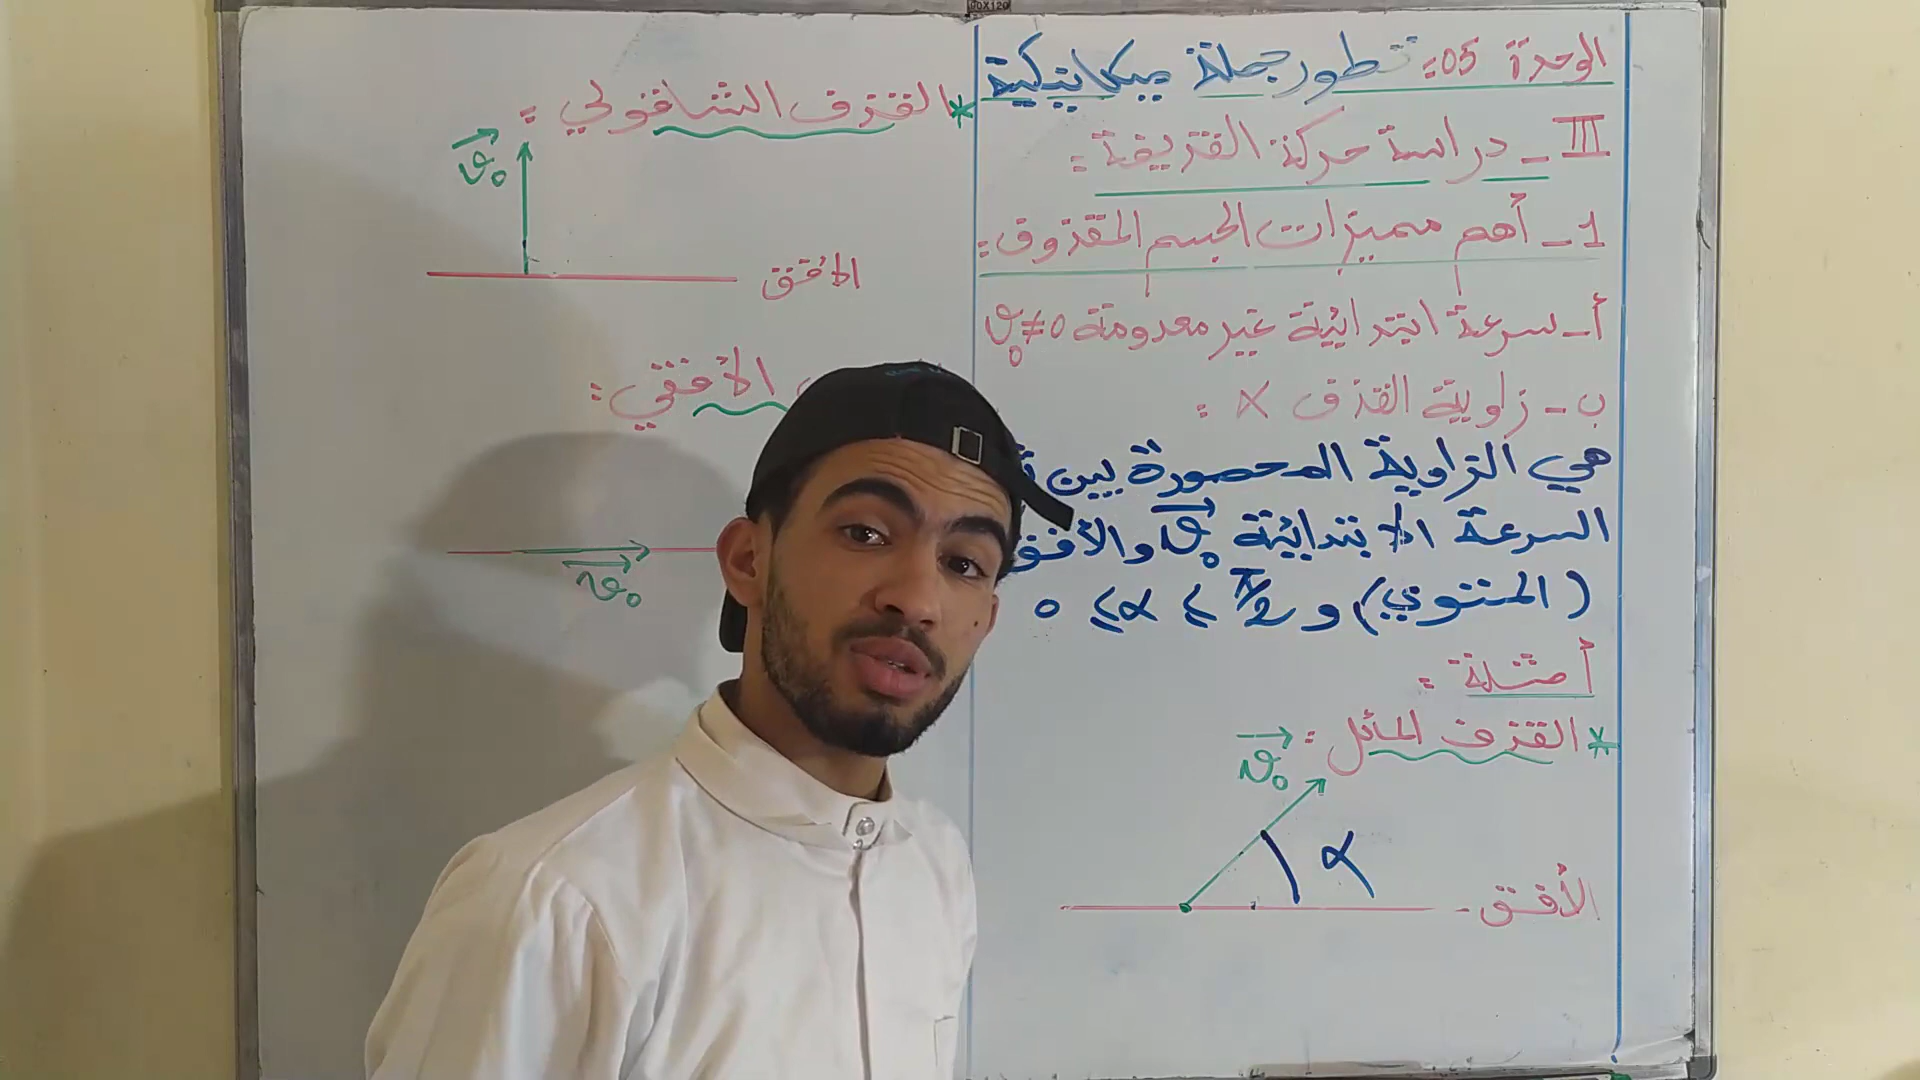 الوحدة 05: تطور جملة ميكانيكية
III - دراسة حركة القذيفة:
1 - أهم مميزات الجسم المقذوف:
أ - سرعة ابتدائية غير معدومة v₀≠0
ب - زاوية القذف α :
هي الزاوية المحصورة بين
السرعة الابتدائية v₀ والأفق
(المنتوني) و 0 ≤ α ≤ π/2
أمثلة :
* القذف المائل :
v₀
α
الأفق
* القذف الشاقولي :
v₀
الأفق
الأفقي :
v₀
90X120